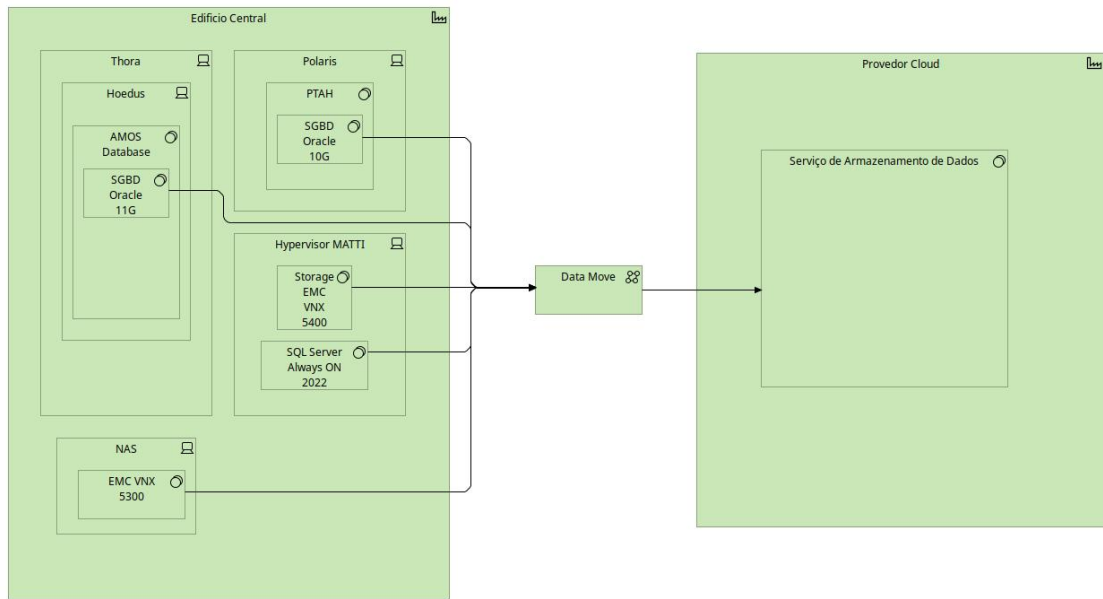 Edificio Central
Thora
Hoedus
AMOS
Database
SGBD
Oracle
11G
Polaris
PTAH
SGBD
Oracle
10G
Hypervisor MATTI
Storage
EMC
VNX
5400
SQL Server
Always ON
2022
NAS
EMC VNX
5300
Data Move
Provedor Cloud
Serviço de Armazenamento de Dados